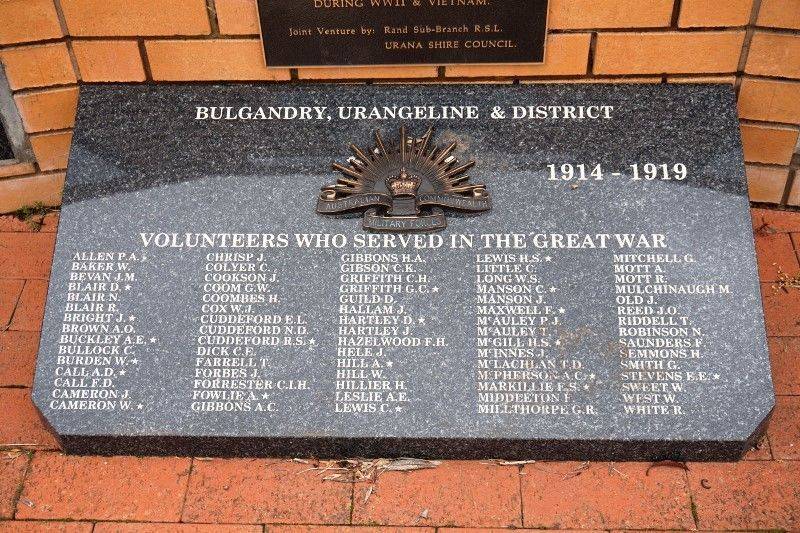 DURING WWII & VIETNAM.
Joint Venture by: Rand Sub-Branch R.S.L.
URANA SHIRE COUNCIL.
BULGANDRY, URANGELINE & DISTRICT
1914 - 1919
AUSTRALIAN COMMONWEALTH
MILITARY FORCES
VOLUNTEERS WHO SERVED IN THE GREAT WAR
ALLEN P.A.
BAKER W.
BEVAN J.M.
BLAIR D.★
BLAIR N.
BLAIR R.
BRIGHT J.★
BROWN A.O.
BUCKLEY A.E.★
BULLOCK C.
BURDEN W.★
CALL A.D.★
CALL F.D.
CAMERON J.
CAMERON W.★
CHRISP J.
COLYER C.
COOKSON J.
COOM G.W.
COOMBES H.
COX W.J.
CUDDEFORD E.L.
CUDDEFORD N.D.
CUDDEFORD R.S.★
DICK C.E.
FARRELL T.
FORBES J.
FORRESTER C.I.H.
FOWLIE A.★
GIBBONS A.C.
GIBBONS H.A.
GIBSON C.K.
GRIFFITH C.H.
GRIFFITH G.C.★
GUILD D.
HALLAM J.
HARTLEY D.★
HARTLEY J.
HAZELWOOD F.H.
HELE J.
HILL A.★
HILL W.
HILLIER H.
LESLIE A.E.
LEWIS C.★
LEWIS H.S.★
LITTLE C.
LONG W.S.
MANSON C.★
MANSON J.
MAXWELL F.★
McAULEY P.J.
McAULEY T.
McGILL H.S.★
McINNES J.
McLACHLAN T.D.
McPHERSON A.C.★
MARKILLIE F.S.★
MIDDLETON F.
MILLTHORPE G.R.
MITCHELL G.
MOTT A.
MOTT R.
MULCHINAUGH M.
OLD J.
REED J.O.
RIDDELL T.
ROBINSON N.
SAUNDERS F.
SEMMONS H.
SMITH G.
STEVENS E.E.★
SWEET W.
WEST W.
WHITE R.